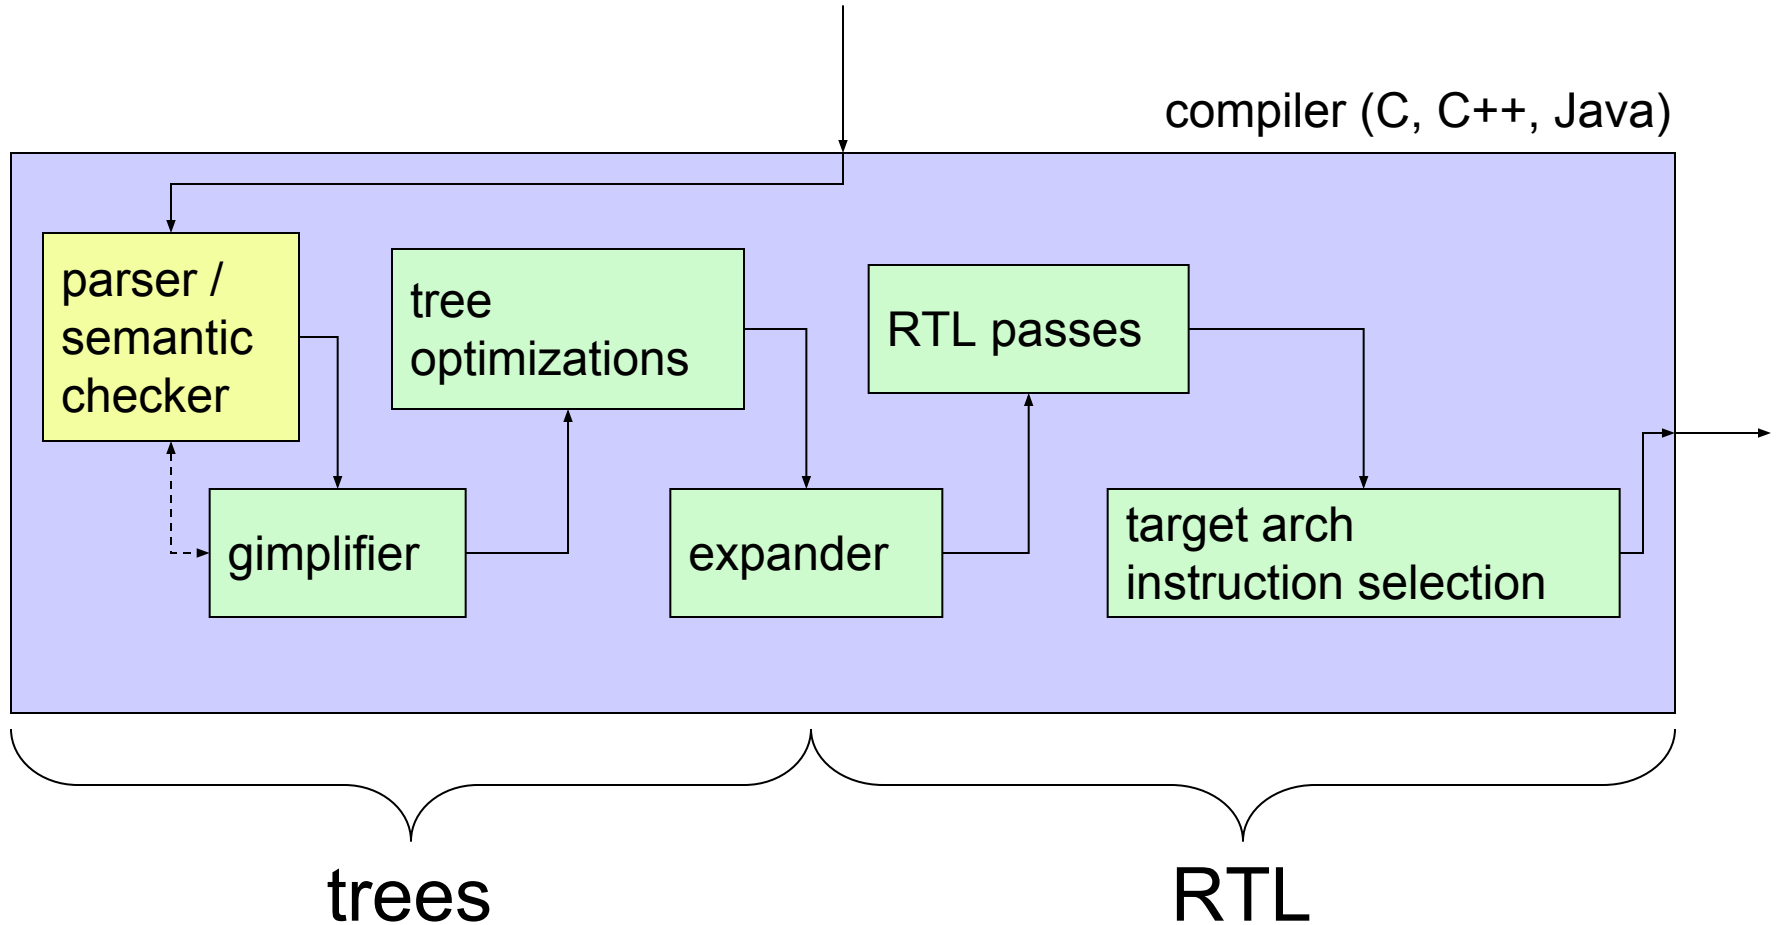 compiler (C, C++, Java)
parser /
semantic
checker
tree
optimizations
RTL passes
gimplifier
expander
target arch
instruction selection
trees
RTL